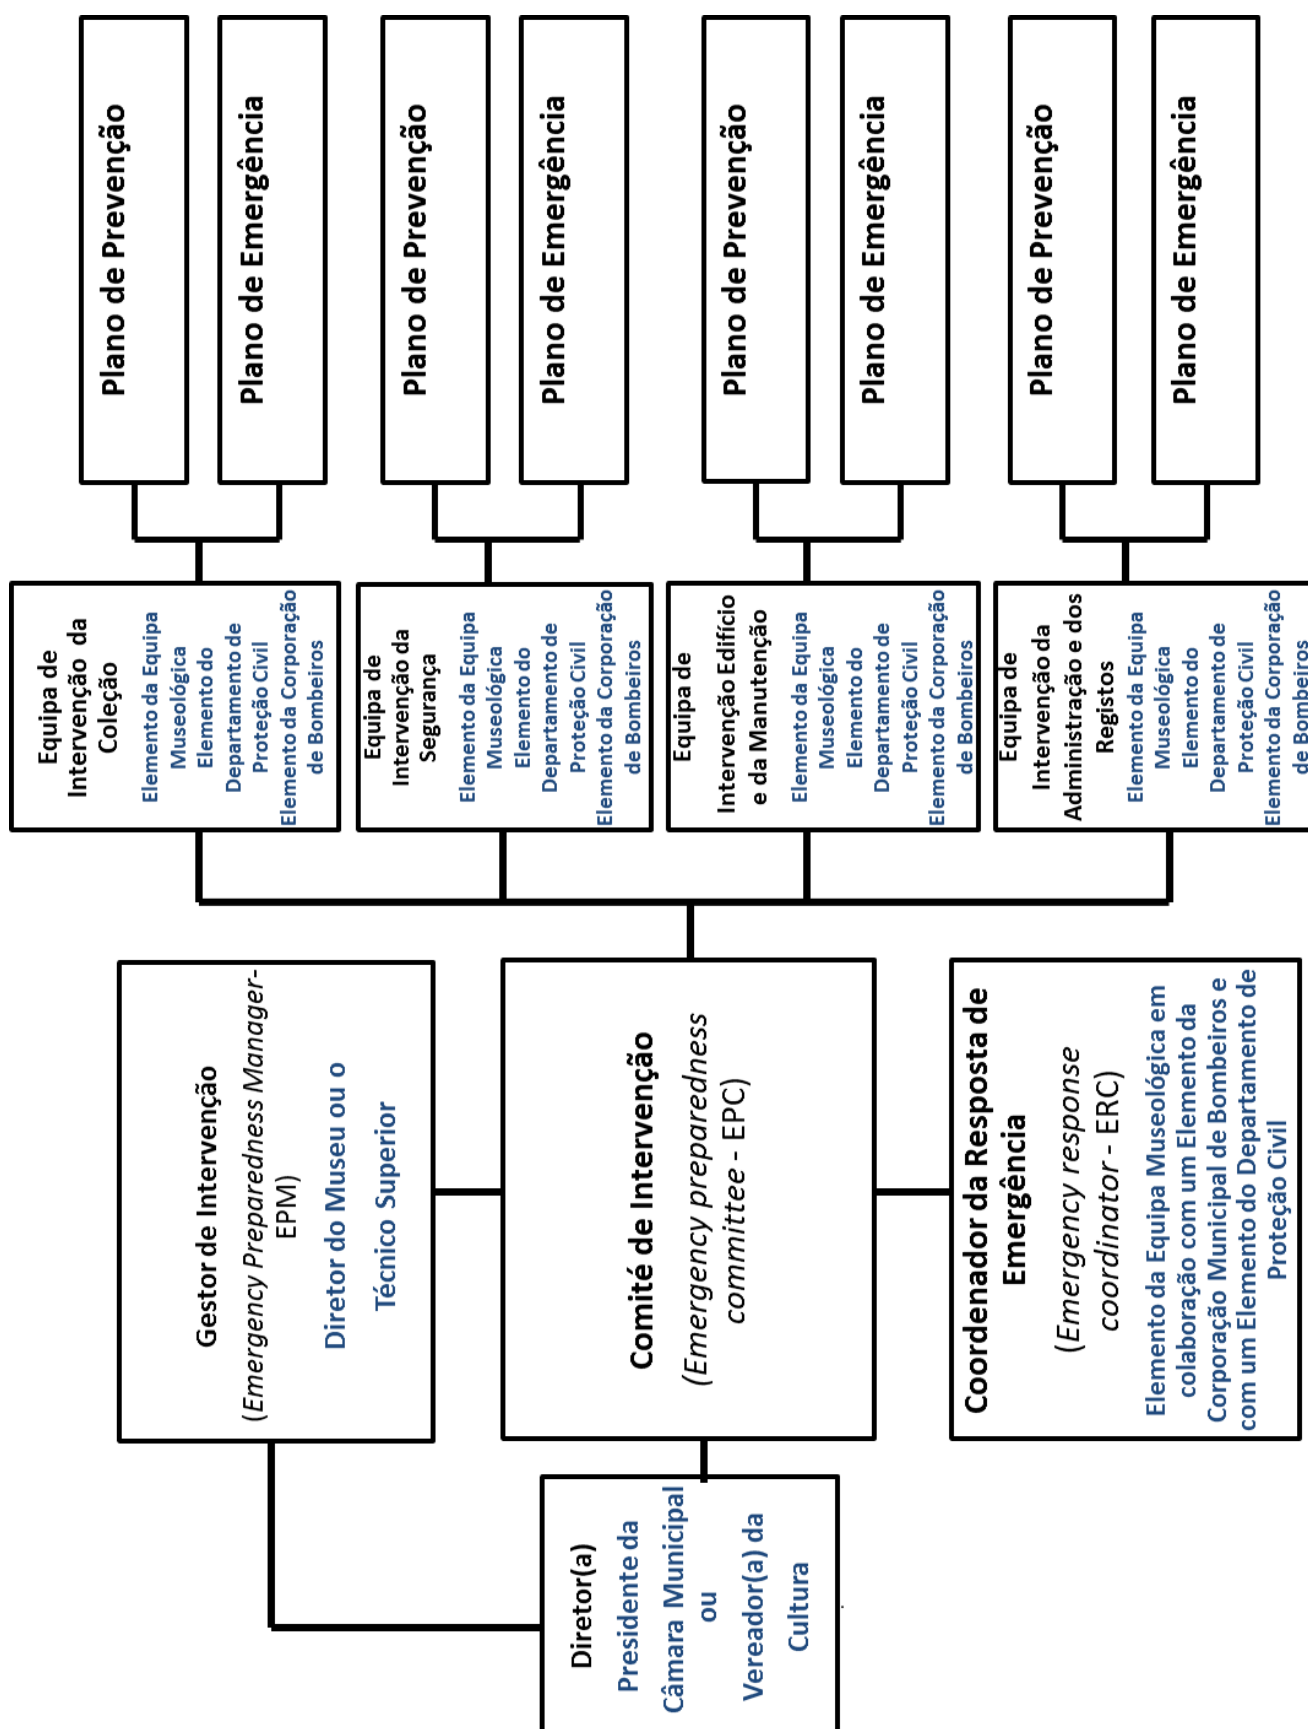 Diretor(a)
Presidente da
Câmara Municipal
ou
Vereador(a) da
Cultura
Gestor de Intervenção
(Emergency Preparedness Manager-
EPM)
Diretor do Museu ou o
Técnico Superior
Comité de Intervenção
(Emergency preparedness
committee - EPC)
Coordenador da Resposta de
Emergência
(Emergency response
coordinator - ERC)
Elemento da Equipa Museológica em
colaboração com um Elemento da
Corporação Municipal de Bombeiros e
com um Elemento do Departamento de
Proteção Civil
Equipa de
Intervenção da
Coleção
Elemento da Equipa
Museológica
Elemento do
Departamento de
Proteção Civil
Elemento da Corporação
de Bombeiros
Plano de Prevenção
Plano de Emergência
Equipa de
Intervenção da
Segurança
Elemento da Equipa
Museológica
Elemento do
Departamento de
Proteção Civil
Elemento da Corporação
de Bombeiros
Plano de Prevenção
Plano de Emergência
Equipa de
Intervenção Edifício
e da Manutenção
Elemento da Equipa
Museológica
Elemento do
Departamento de
Proteção Civil
Elemento da Corporação
de Bombeiros
Plano de Prevenção
Plano de Emergência
Equipa de
Intervenção da
Administração e dos
Registos
Elemento da Equipa
Museológica
Elemento do
Departamento de
Proteção Civil
Elemento da Corporação
de Bombeiros
Plano de Prevenção
Plano de Emergência